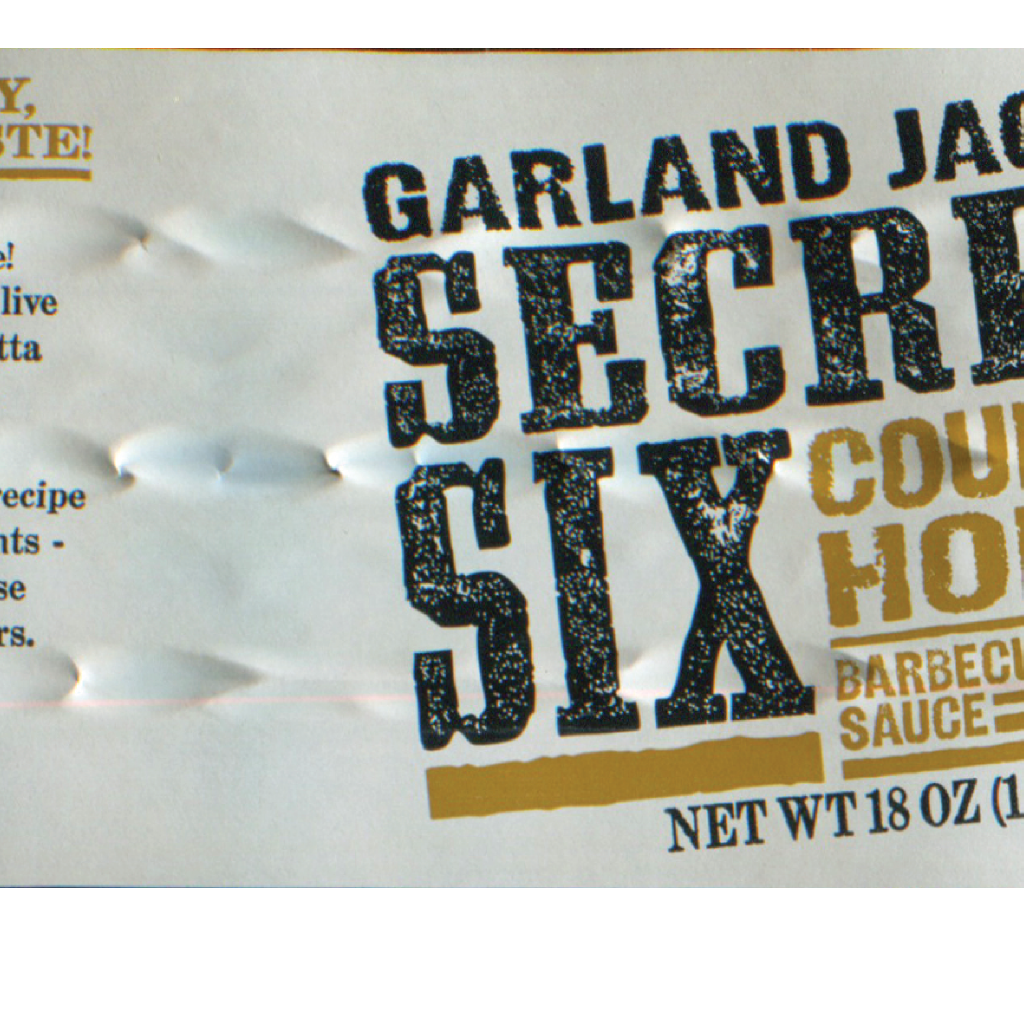 Y,
STE!
e!
live
tta
recipe
nts -
se
rs.
GARLAND JAC
SECRE
SIX
COU
HO
BARBECU
SAUCE
NET WT 18 OZ (1